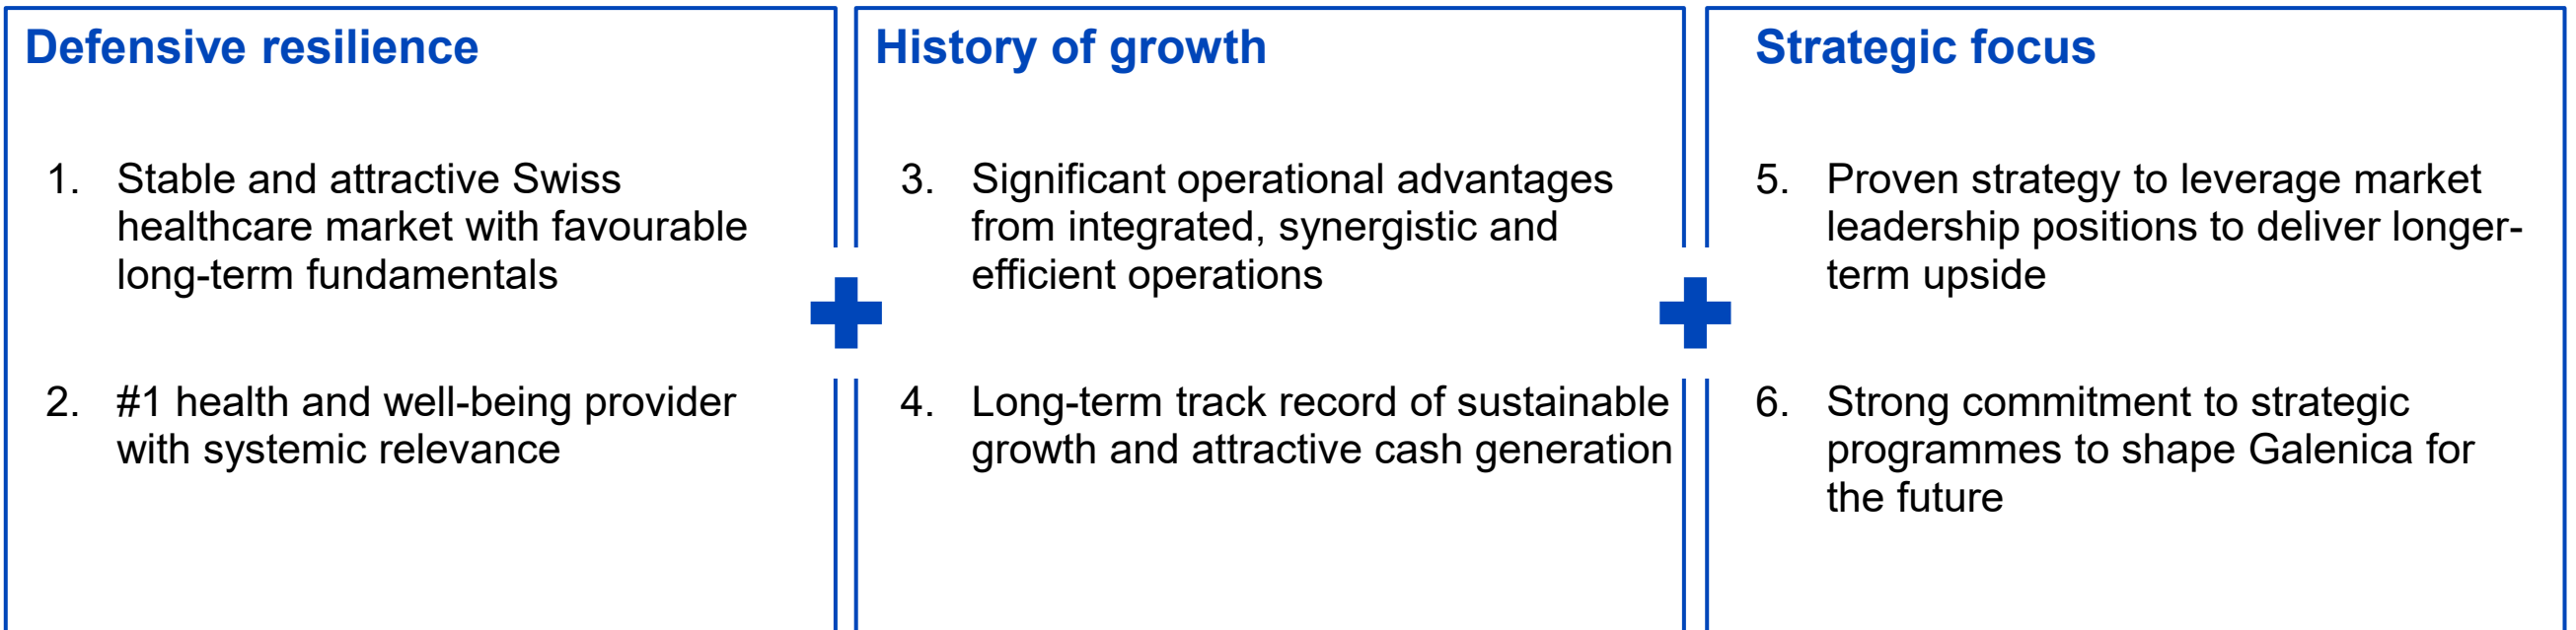 Defensive resilience
1. Stable and attractive Swiss
healthcare market with favourable
long-term fundamentals
2. #1 health and well-being provider
with systemic relevance
History of growth
3. Significant operational advantages
from integrated, synergistic and
efficient operations
4. Long-term track record of sustainable
growth and attractive cash generation
Strategic focus
5. Proven strategy to leverage market
leadership positions to deliver longer-
term upside
6. Strong commitment to strategic
programmes to shape Galenica for
the future